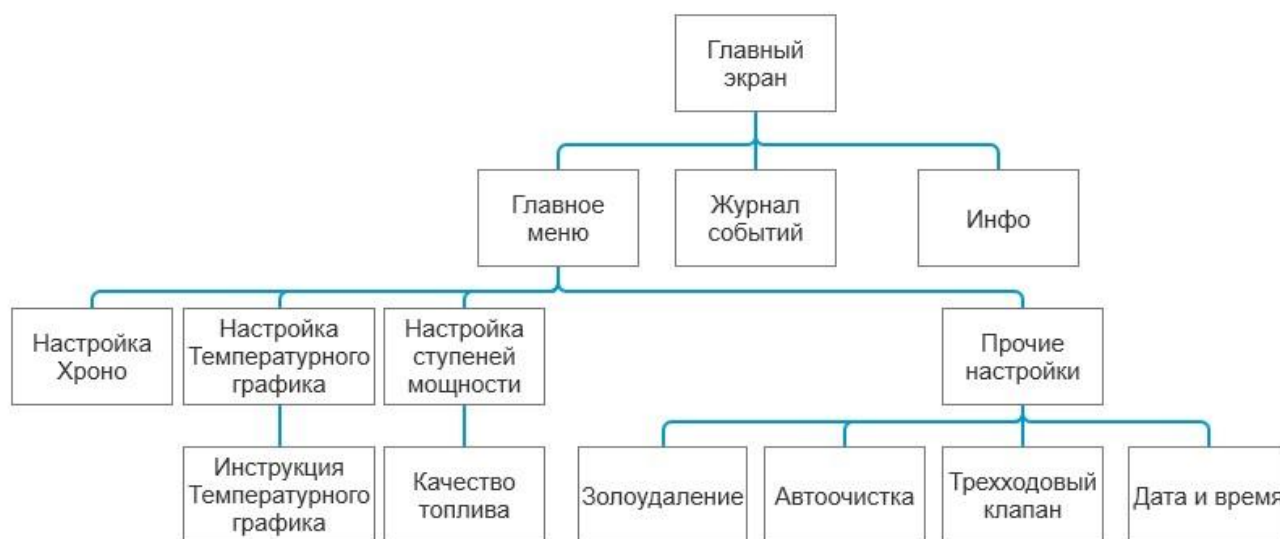 Главный
экран
Главное
меню
Журнал
событий
Инфо
Настройка
Хроно
Настройка
Температурного
графика
Настройка
ступеней
мощности
Прочие
настройки
Инструкция
Температурного
графика
Качество
топлива
Золоудаление
Автоочистка
Трехходовый
клапан
Дата и время